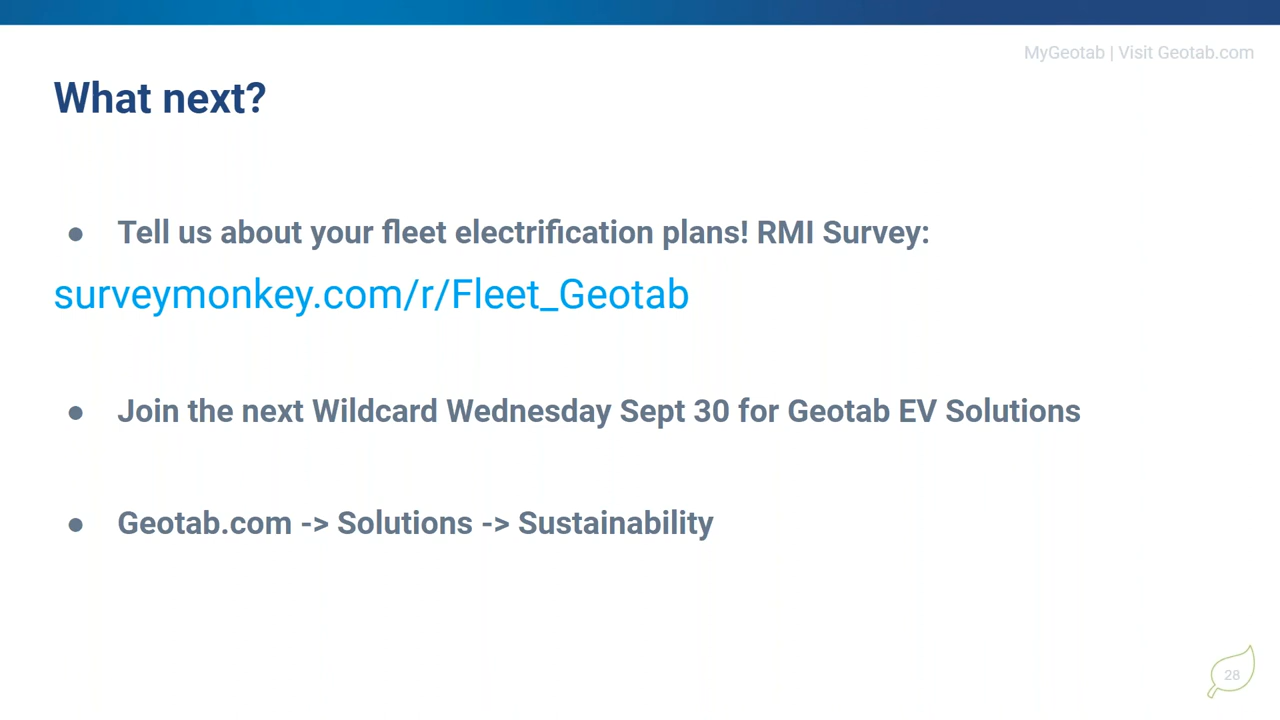 MyGeotab | Visit Geotab.com
What next?
● Tell us about your fleet electrification plans! RMI Survey:
surveymonkey.com/r/Fleet_Geotab
● Join the next Wildcard Wednesday Sept 30 for Geotab EV Solutions
● Geotab.com -> Solutions -> Sustainability
28